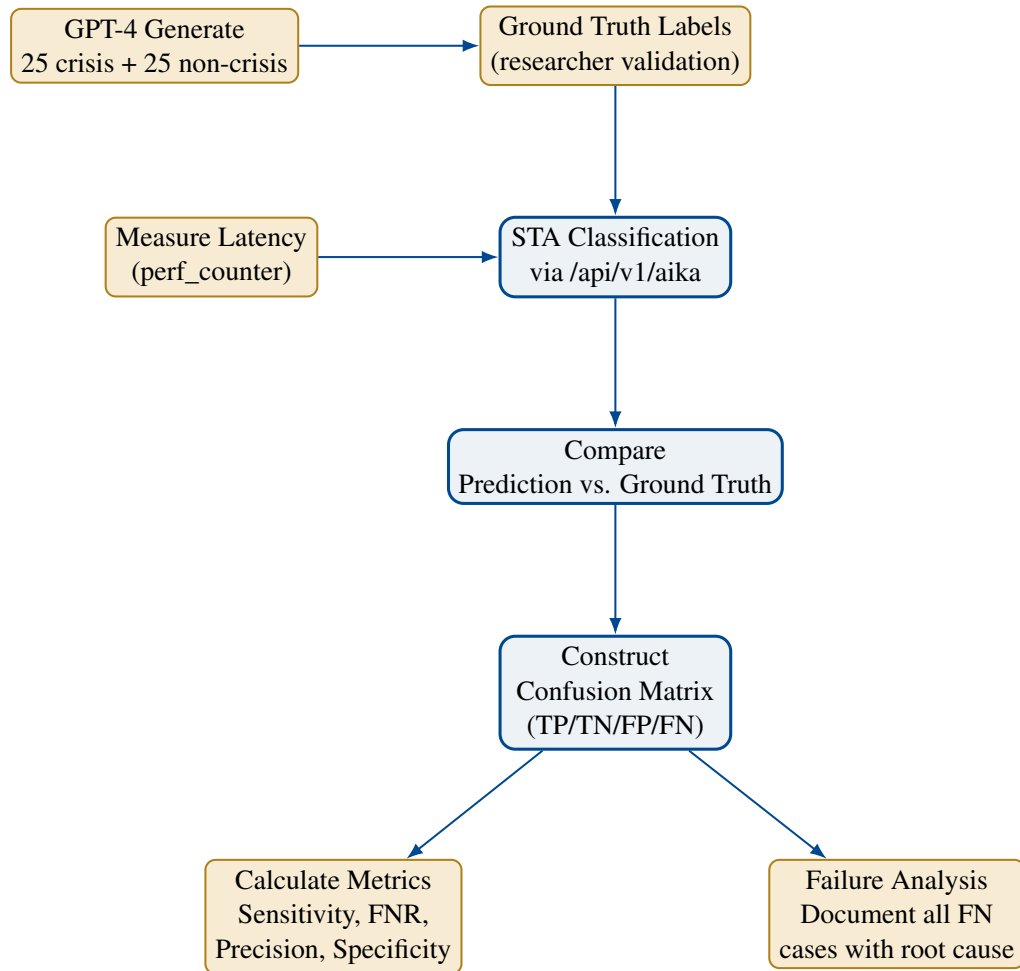 GPT-4 Generate
25 crisis + 25 non-crisis
Ground Truth Labels
(researcher validation)
Measure Latency
(perf_counter)
STA Classification
via /api/v1/aika
Compare
Prediction vs. Ground Truth
Construct
Confusion Matrix
(TP/TN/FP/FN)
Calculate Metrics
Sensitivity, FNR,
Precision, Specificity
Failure Analysis
Document all FN
cases with root cause